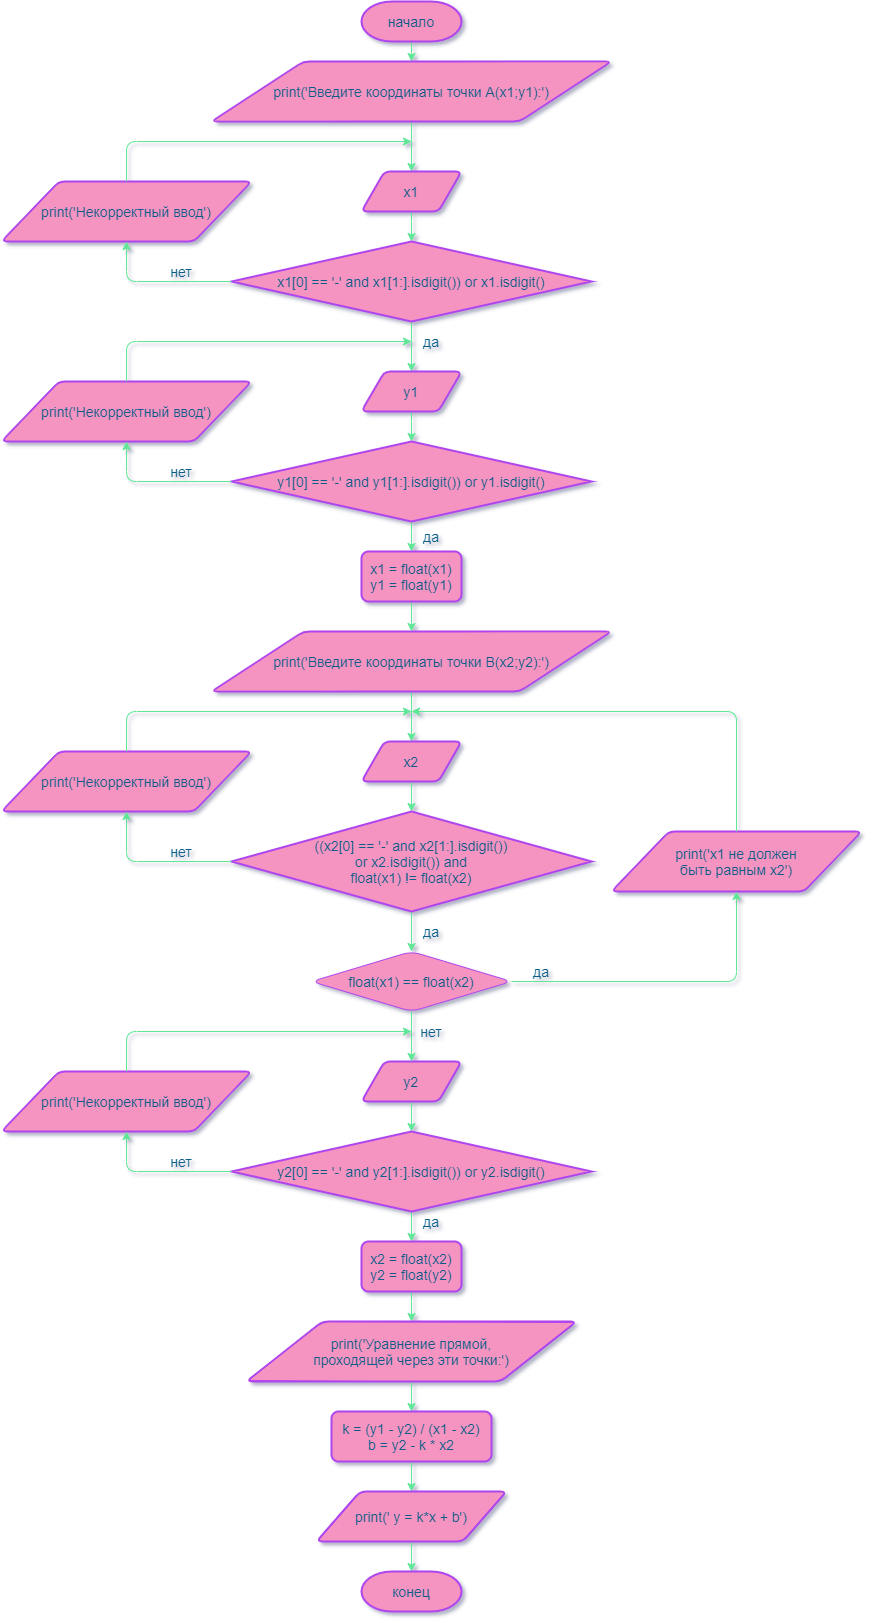 начало
print('Введите координаты точки A(x1;y1):')
x1
print('Некорректный ввод')
нет
x1[0] == '-' and x1[1:].isdigit()) or x1.isdigit()
да
y1
print('Некорректный ввод')
нет
y1[0] == '-' and y1[1:].isdigit()) or y1.isdigit()
да
x1 = float(x1)
y1 = float(y1)
print('Введите координаты точки B(x2;y2):')
x2
print('Некорректный ввод')
нет
((x2[0] == '-' and x2[1:].isdigit())
or x2.isdigit()) and
float(x1) != float(x2)
print('x1 не должен
быть равным x2')
да
float(x1) == float(x2)
да
нет
y2
print('Некорректный ввод')
нет
y2[0] == '-' and y2[1:].isdigit()) or y2.isdigit()
да
x2 = float(x2)
y2 = float(y2)
print('Уравнение прямой,
проходящей через эти точки:')
k = (y1 - y2) / (x1 - x2)
b = y2 - k * x2
print(' y = k*x + b')
конец